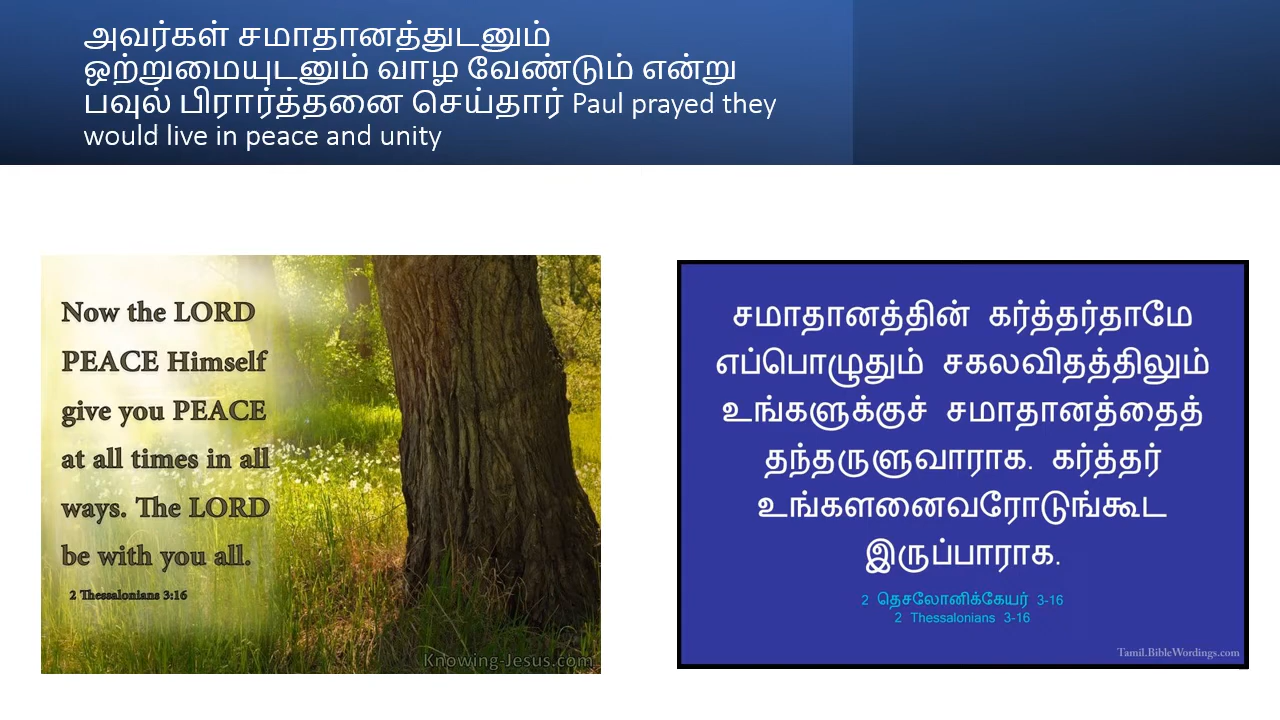 அவர்கள் சமாதானத்துடனும்
ஒற்றுமையுடனும் வாழ வேண்டும் என்று
பவுல் பிரார்த்தனை செய்தார் Paul prayed they
would live in peace and unity
Now the LORD
PEACE Himself
give you PEACE
at all times in all
ways. The LORD
be with you all.
2 Thessalonians 3:16
Knowing-Jesus.com
சமாதானத்தின் கர்த்தர்தாமே
எப்பொழுதும் சகலவிதத்திலும்
உங்களுக்குச் சமாதானத்தைத்
தந்தருளுவாராக. கர்த்தர்
உங்களனைவரோடுங்கூட
இருப்பாராக.
2 தெசலோனிக்கேயர் 3-16
2 Thessalonians 3-16
Tamil.BibleWordings.com